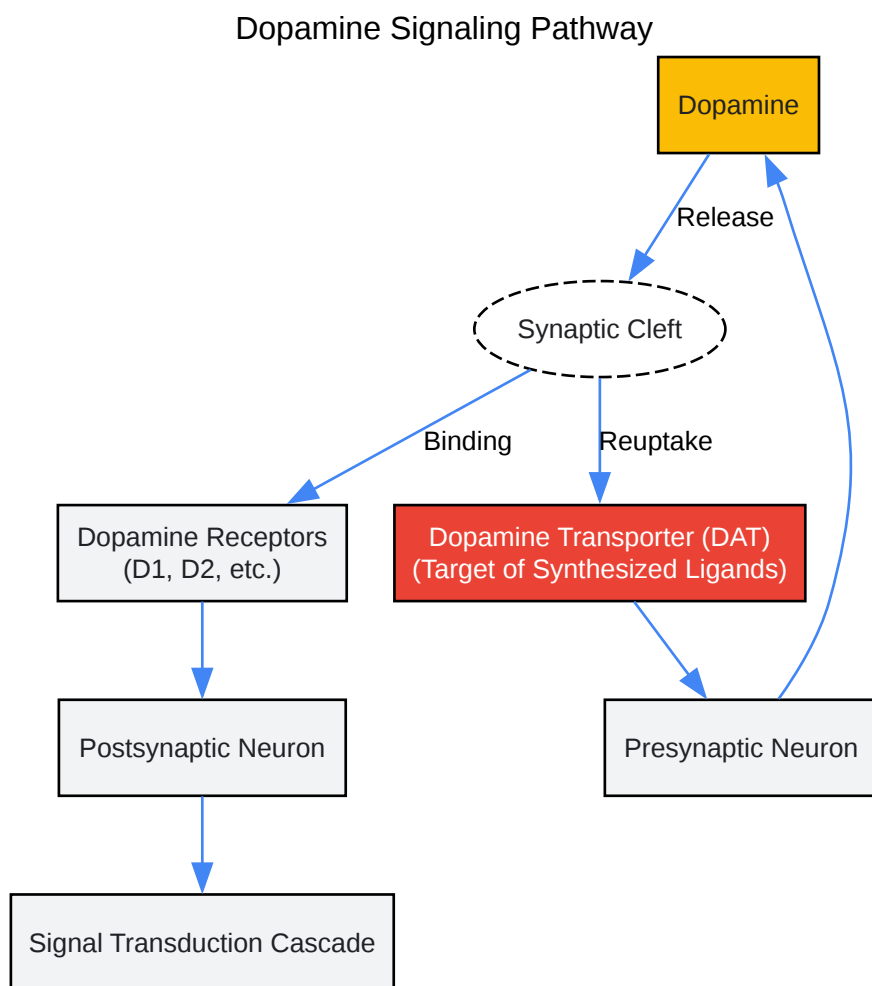 Dopamine Signaling Pathway
Dopamine
Release
Synaptic Cleft
Binding
Reuptake
Dopamine Receptors
(D1, D2, etc.)
Dopamine Transporter (DAT)
(Target of Synthesized Ligands)
Postsynaptic Neuron
Presynaptic Neuron
Signal Transduction Cascade